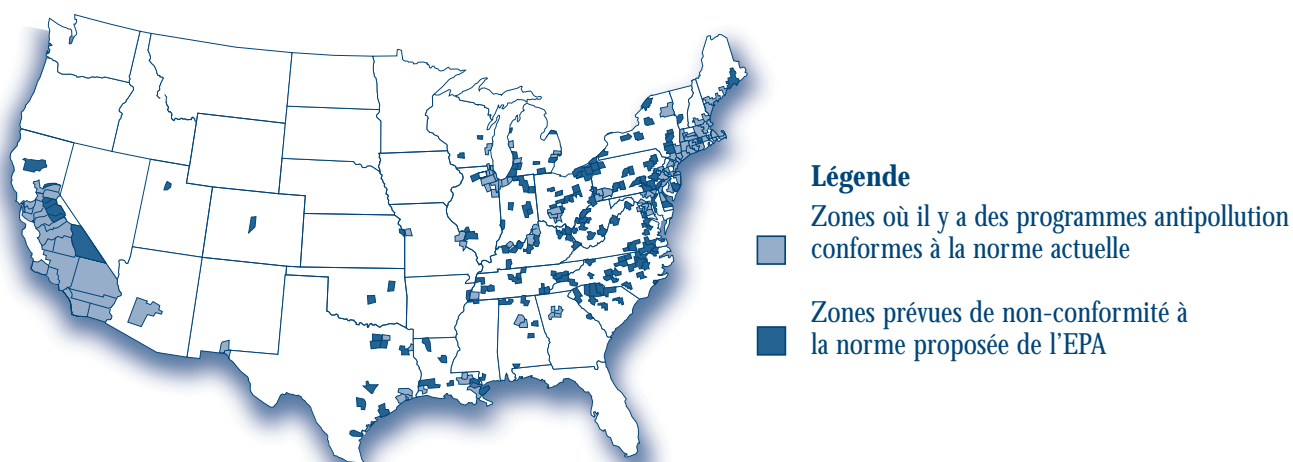 Légende
Zones où il y a des programmes antipollution
conformes à la norme actuelle
Zones prévues de non-conformité à
la norme proposée de l’EPA